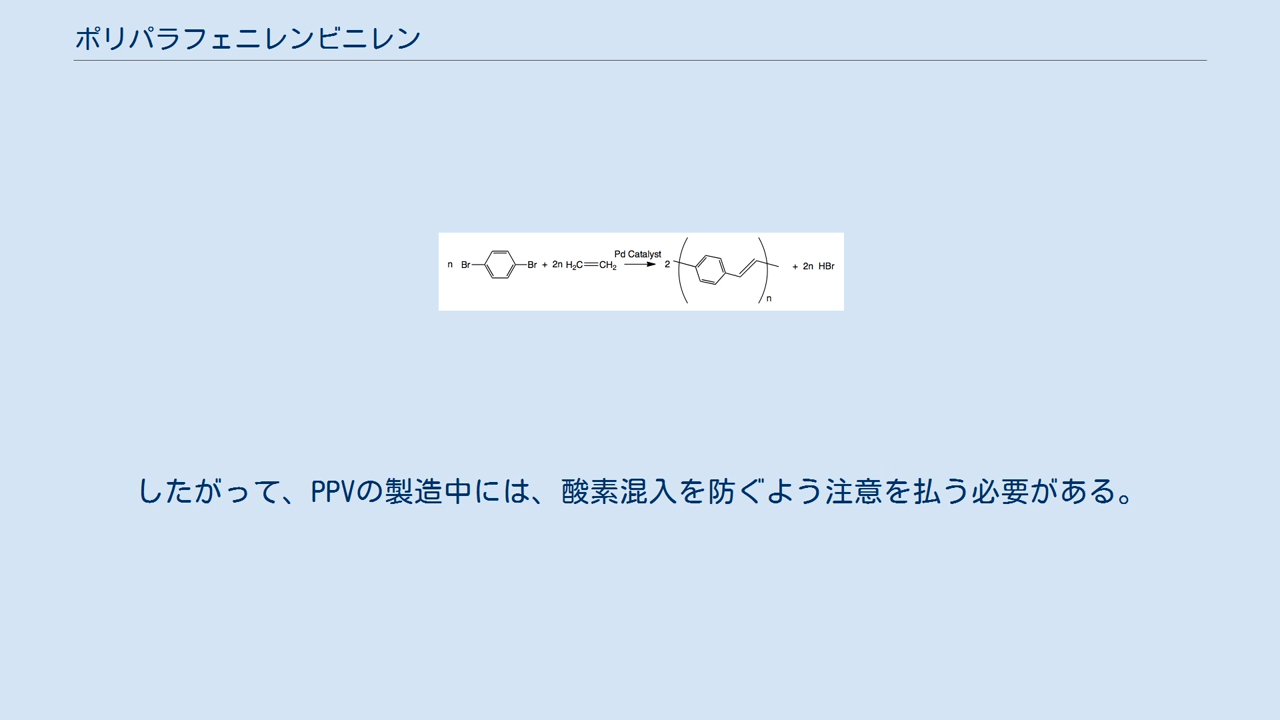 ポリパラフェニレンビニレン
n Br Br + 2n H₂C CH₂ Pd Catalyst 2 n + 2n HBr
したがって、PPVの製造中には、酸素混入を防ぐよう注意を払う必要がある。